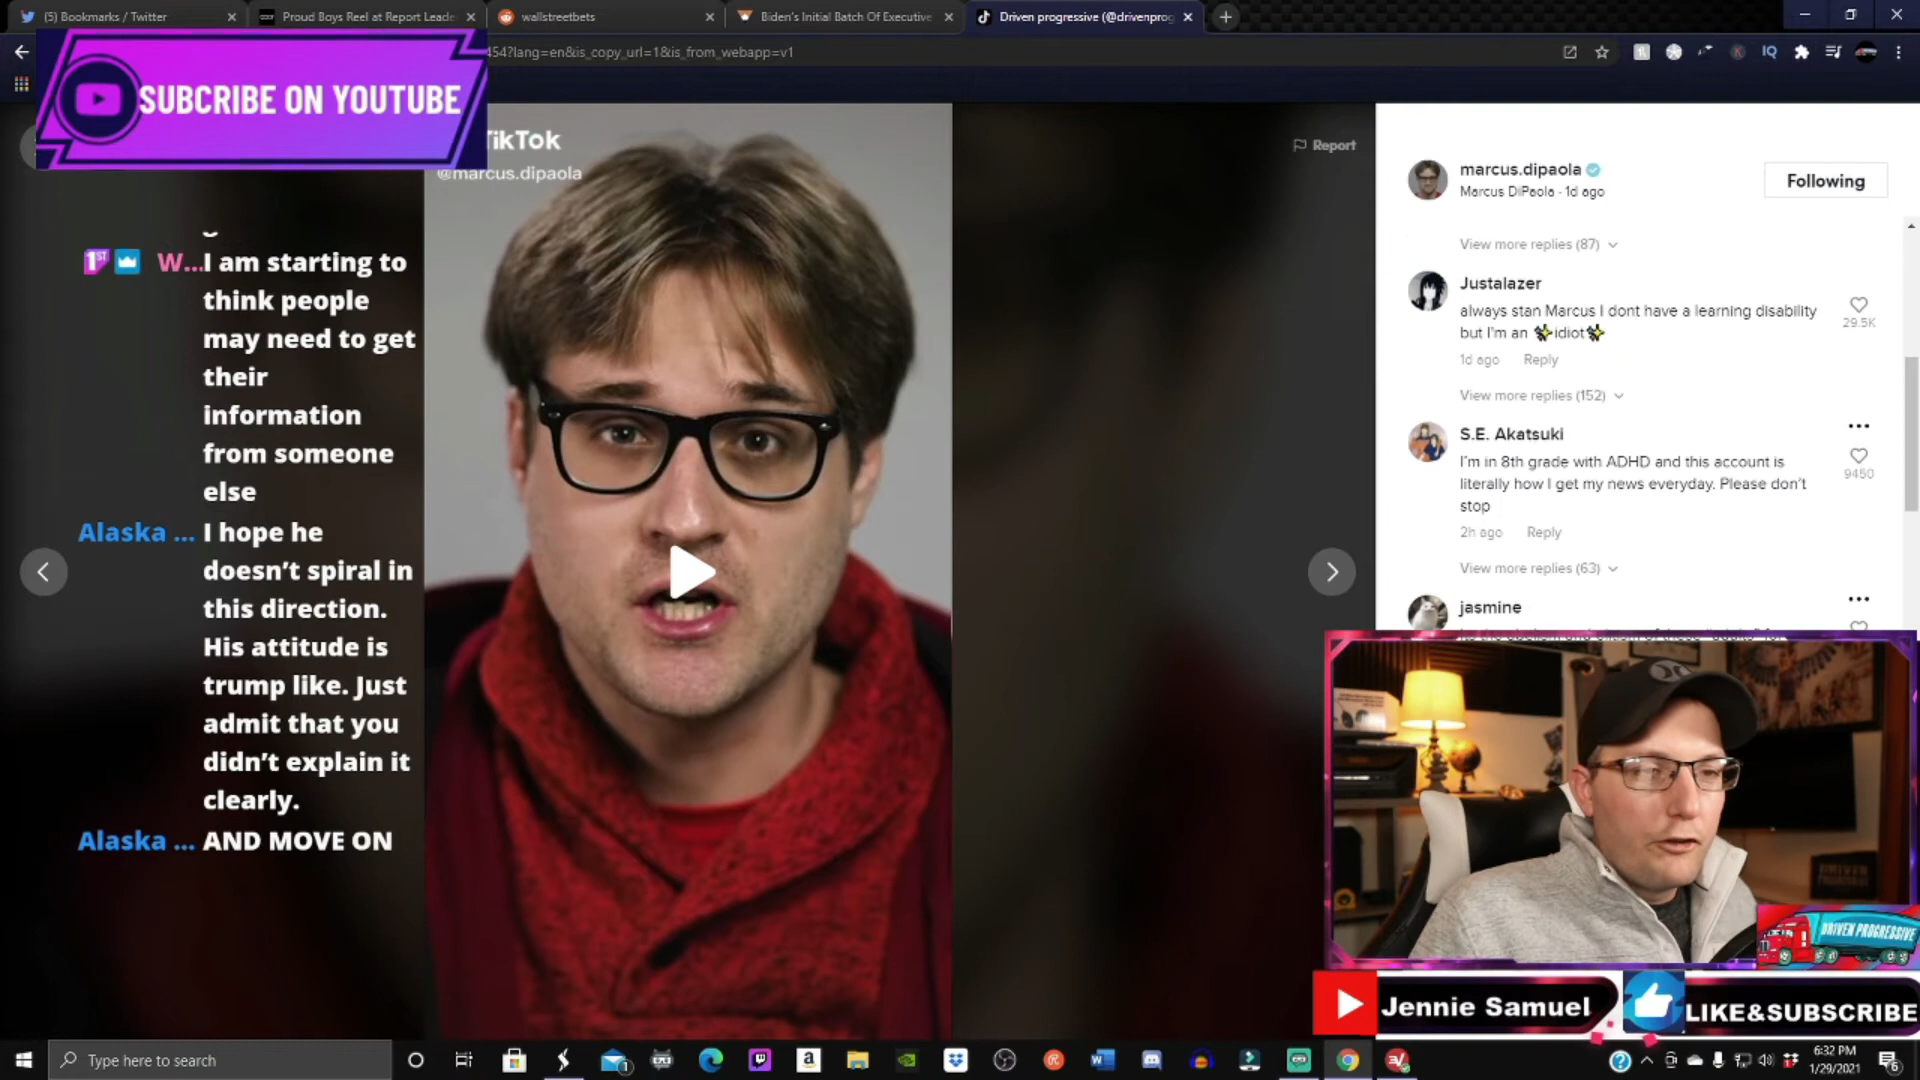 (5) Bookmarks / Twitter
Proud Boys Reel at Report Leade
wallstreetbets
Biden's Initial Batch Of Executive
Driven progressive (@drivenprog
454?lang=en&is_copy_url=1&is_from_webapp=v1
SUBCRIBE ON YOUTUBE
TikTok
@marcus.dipaola
Report
marcus.dipaola
Marcus DiPaola · 1d ago
Following
1ST
W...I am starting to
think people
may need to get
their
information
from someone
else
Alaska ... I hope he
doesn't spiral in
this direction.
His attitude is
trump like. Just
admit that you
didn't explain it
clearly.
Alaska ... AND MOVE ON
View more replies (87)
Justalazer
always stan Marcus I dont have a learning disability
but I'm an ✨idiot✨
29.5K
1d ago Reply
View more replies (152)
S.E. Akatsuki
I'm in 8th grade with ADHD and this account is
literally how I get my news everyday. Please don't
stop
9450
2h ago Reply
View more replies (63)
jasmine
DRIVEN PROGRESSIVE
Jennie Samuel
LIKE&SUBSCRIBE
Type here to search
6:32 PM
1/29/2021